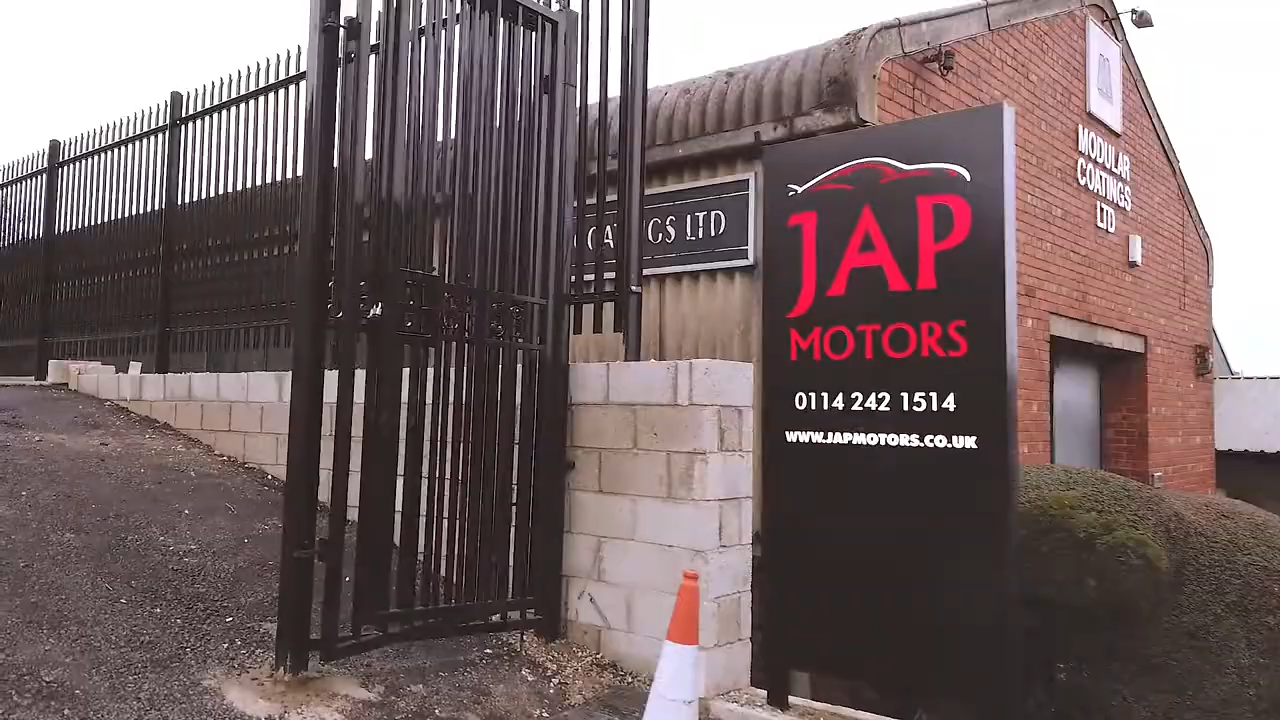 JAP
MOTORS
0114 242 1514
WWW.JAPMOTORS.CO.UK
MODULAR
COATINGS
LTD
COATINGS LTD